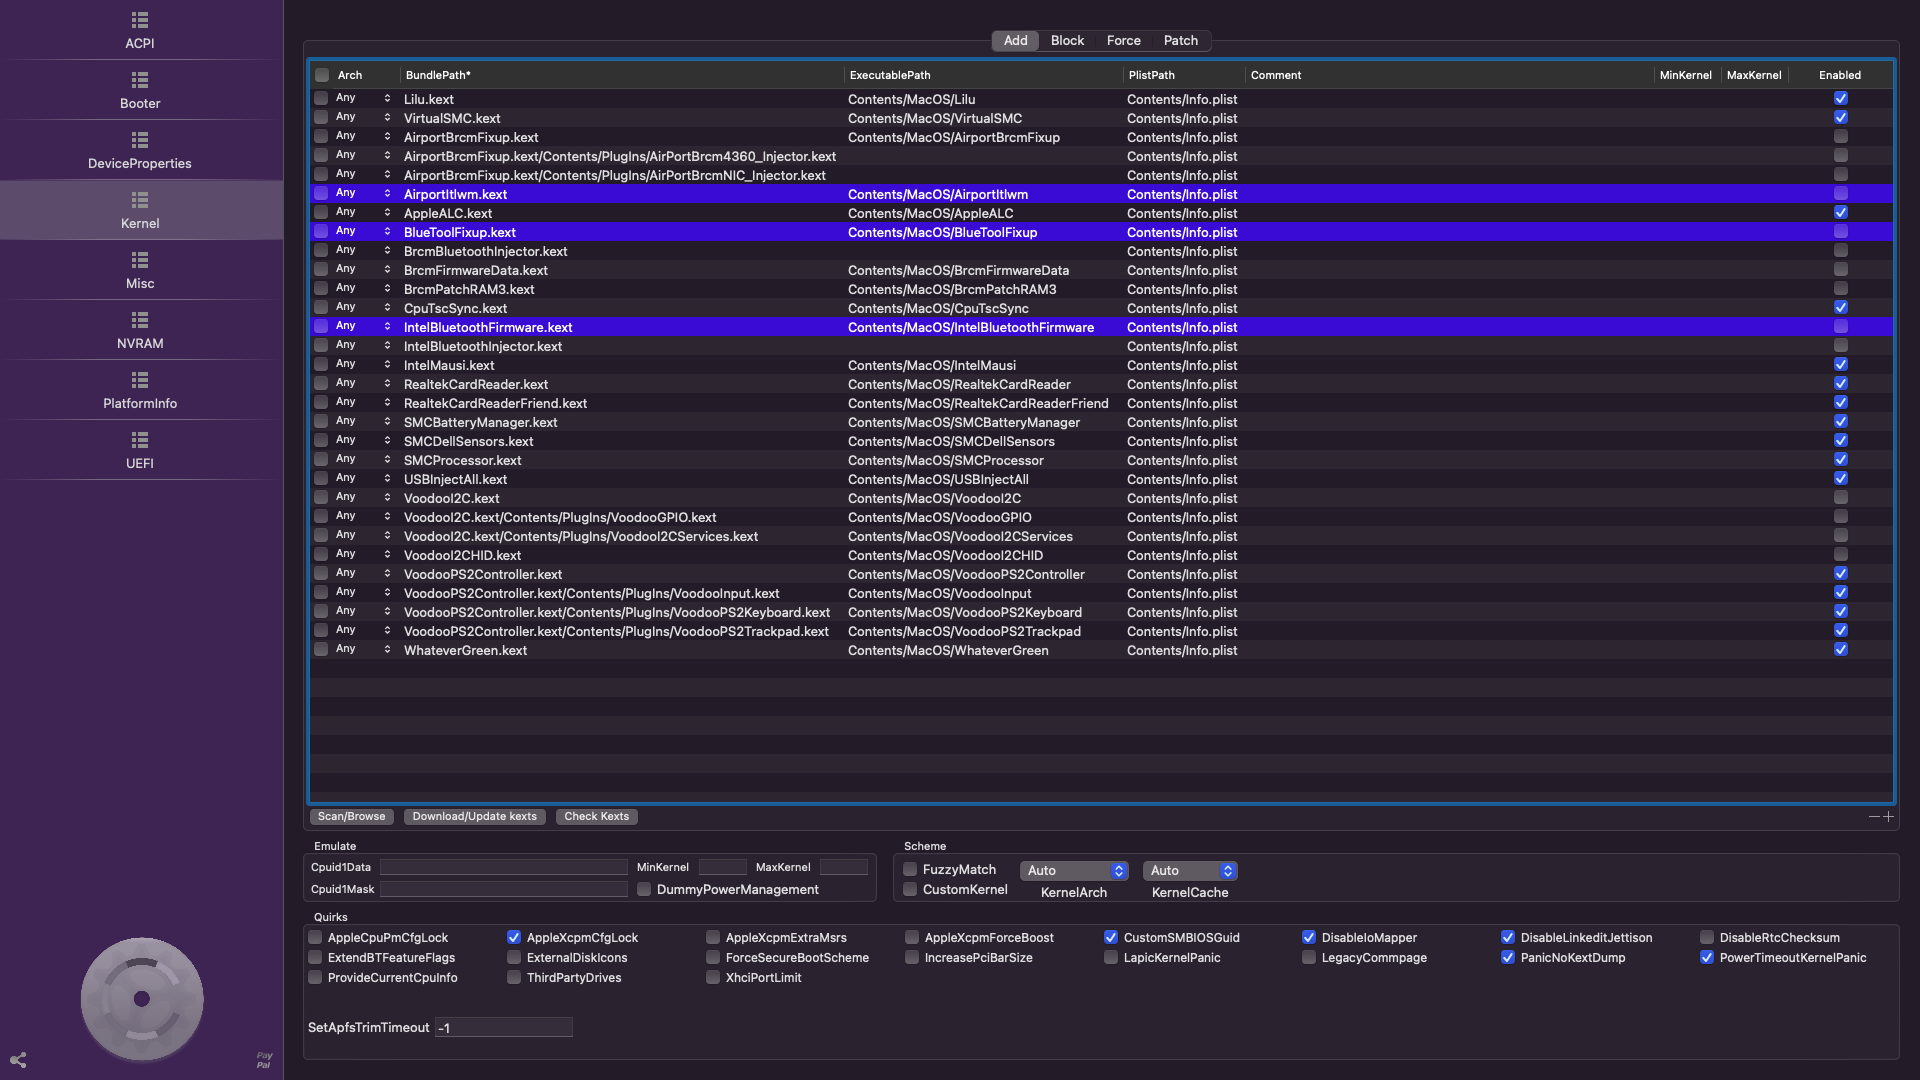 ACPI
Booter
DeviceProperties
Kernel
Misc
NVRAM
PlatformInfo
UEFI
Pay
Pal
Add Block Force Patch
Arch BundlePath* ExecutablePath PlistPath Comment MinKernel MaxKernel Enabled
Any Lilu.kext Contents/MacOS/Lilu Contents/Info.plist
Any VirtualSMC.kext Contents/MacOS/VirtualSMC Contents/Info.plist
Any AirportBrcmFixup.kext Contents/MacOS/AirportBrcmFixup Contents/Info.plist
Any AirportBrcmFixup.kext/Contents/PlugIns/AirPortBrcm4360_Injector.kext Contents/Info.plist
Any AirportBrcmFixup.kext/Contents/PlugIns/AirPortBrcmNIC_Injector.kext Contents/Info.plist
Any AirportItlwm.kext Contents/MacOS/AirportItlwm Contents/Info.plist
Any AppleALC.kext Contents/MacOS/AppleALC Contents/Info.plist
Any BlueToolFixup.kext Contents/MacOS/BlueToolFixup Contents/Info.plist
Any BrcmBluetoothInjector.kext Contents/Info.plist
Any BrcmFirmwareData.kext Contents/MacOS/BrcmFirmwareData Contents/Info.plist
Any BrcmPatchRAM3.kext Contents/MacOS/BrcmPatchRAM3 Contents/Info.plist
Any CpuTscSync.kext Contents/MacOS/CpuTscSync Contents/Info.plist
Any IntelBluetoothFirmware.kext Contents/MacOS/IntelBluetoothFirmware Contents/Info.plist
Any IntelBluetoothInjector.kext Contents/Info.plist
Any IntelMausi.kext Contents/MacOS/IntelMausi Contents/Info.plist
Any RealtekCardReader.kext Contents/MacOS/RealtekCardReader Contents/Info.plist
Any RealtekCardReaderFriend.kext Contents/MacOS/RealtekCardReaderFriend Contents/Info.plist
Any SMCBatteryManager.kext Contents/MacOS/SMCBatteryManager Contents/Info.plist
Any SMCDellSensors.kext Contents/MacOS/SMCDellSensors Contents/Info.plist
Any SMCProcessor.kext Contents/MacOS/SMCProcessor Contents/Info.plist
Any USBInjectAll.kext Contents/MacOS/USBInjectAll Contents/Info.plist
Any VoodooI2C.kext Contents/MacOS/VoodooI2C Contents/Info.plist
Any VoodooI2C.kext/Contents/PlugIns/VoodooGPIO.kext Contents/MacOS/VoodooGPIO Contents/Info.plist
Any VoodooI2C.kext/Contents/PlugIns/VoodooI2CServices.kext Contents/MacOS/VoodooI2CServices Contents/Info.plist
Any VoodooI2CHID.kext Contents/MacOS/VoodooI2CHID Contents/Info.plist
Any VoodooPS2Controller.kext Contents/MacOS/VoodooPS2Controller Contents/Info.plist
Any VoodooPS2Controller.kext/Contents/PlugIns/VoodooInput.kext Contents/MacOS/VoodooInput Contents/Info.plist
Any VoodooPS2Controller.kext/Contents/PlugIns/VoodooPS2Keyboard.kext Contents/MacOS/VoodooPS2Keyboard Contents/Info.plist
Any VoodooPS2Controller.kext/Contents/PlugIns/VoodooPS2Trackpad.kext Contents/MacOS/VoodooPS2Trackpad Contents/Info.plist
Any WhateverGreen.kext Contents/MacOS/WhateverGreen Contents/Info.plist
Scan/Browse Download/Update kexts Check Kexts
Emulate
Cpuid1Data MinKernel MaxKernel
Cpuid1Mask DummyPowerManagement
Scheme
FuzzyMatch Auto Auto
CustomKernel KernelArch KernelCache
Quirks
AppleCpuPmCfgLock AppleXcpmCfgLock AppleXcpmExtraMsrs AppleXcpmForceBoost CustomSMBIOSGuid DisableIoMapper DisableLinkeditJettison DisableRtcChecksum
ExtendBTFeatureFlags ExternalDiskIcons ForceSecureBootScheme IncreasePciBarSize LapicKernelPanic LegacyCommpage PanicNoKextDump PowerTimeoutKernelPanic
ProvideCurrentCpuInfo ThirdPartyDrives XhciPortLimit
SetApfsTrimTimeout -1